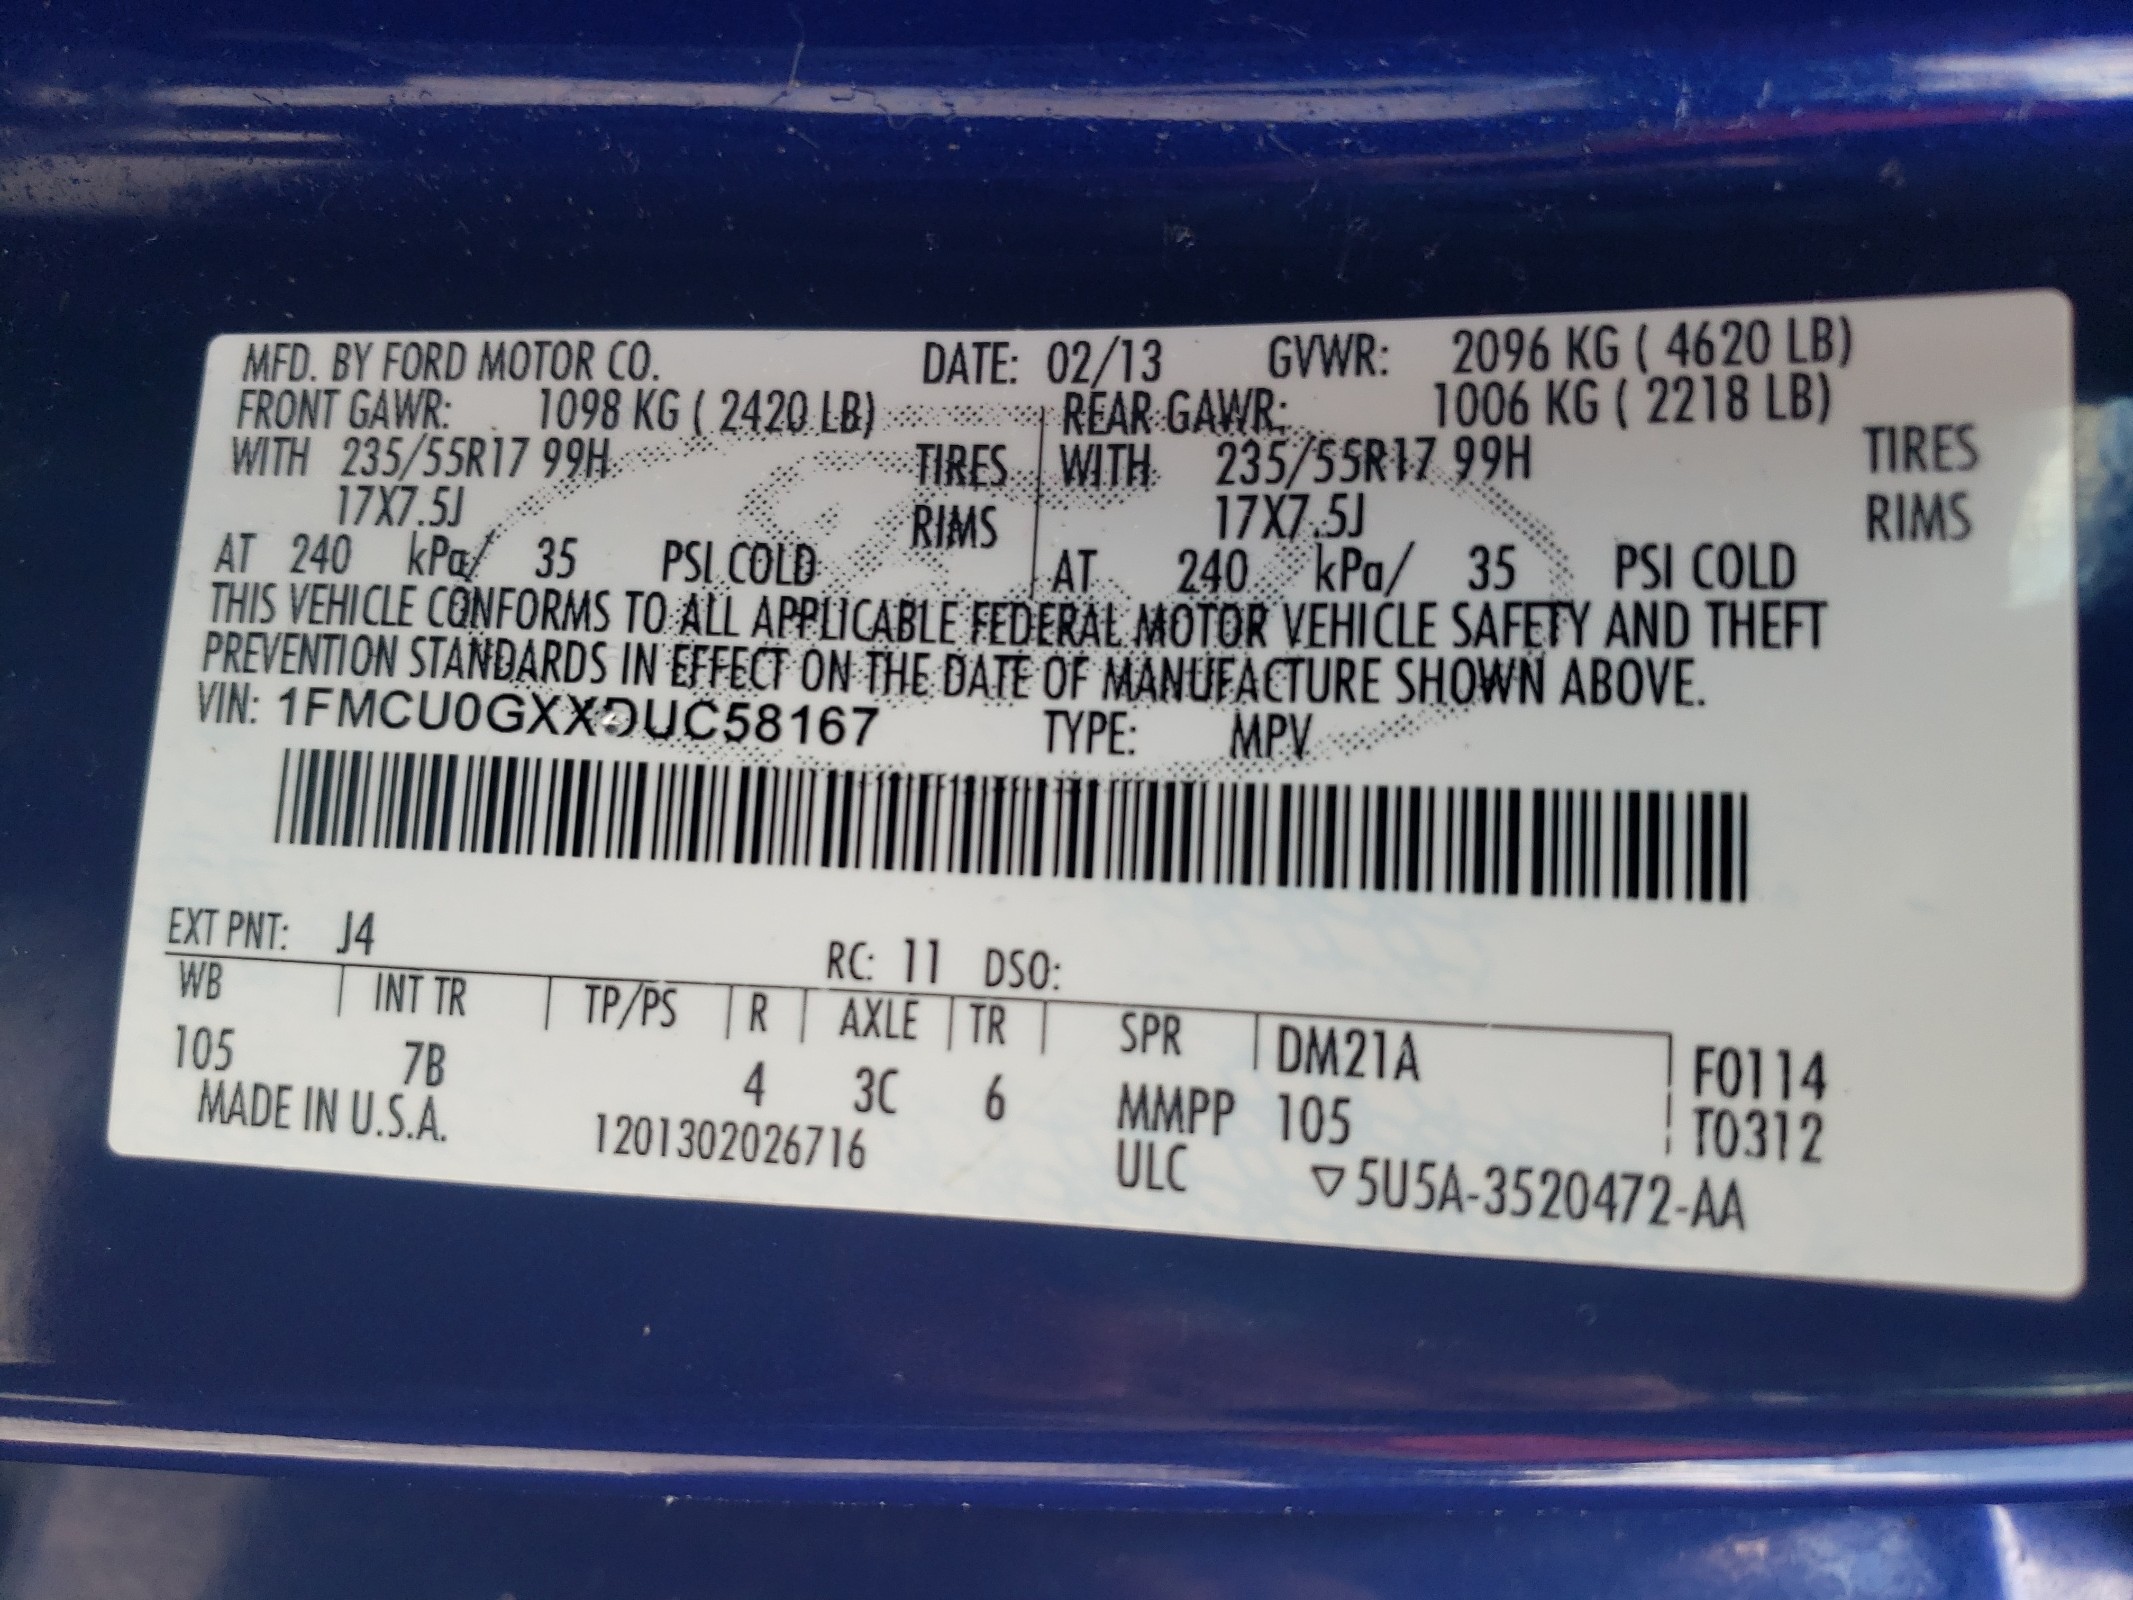 MFD. BY FORD MOTOR CO. DATE: 02/13 GVWR: 2096 KG ( 4620 LB)
FRONT GAWR: 1098 KG ( 2420 LB) REAR GAWR: 1006 KG ( 2218 LB)
WITH 235/55R17 99H TIRES WITH 235/55R17 99H TIRES
17X7.5J RIMS 17X7.5J RIMS
AT 240 kPa/ 35 PSI COLD AT 240 kPa/ 35 PSI COLD
THIS VEHICLE CONFORMS TO ALL APPLICABLE FEDERAL MOTOR VEHICLE SAFETY AND THEFT
PREVENTION STANDARDS IN EFFECT ON THE DATE OF MANUFACTURE SHOWN ABOVE.
VIN: 1FMCU0GXXDUC58167 TYPE: MPV
EXT PNT: J4 RC: 11 DSO:
WB INT TR TP/PS R AXLE TR SPR DM21A F0114
105 7B 4 3C 6 MMPP 105 T0312
MADE IN U.S.A. 1201302026716 ULC ▽5U5A-3520472-AA